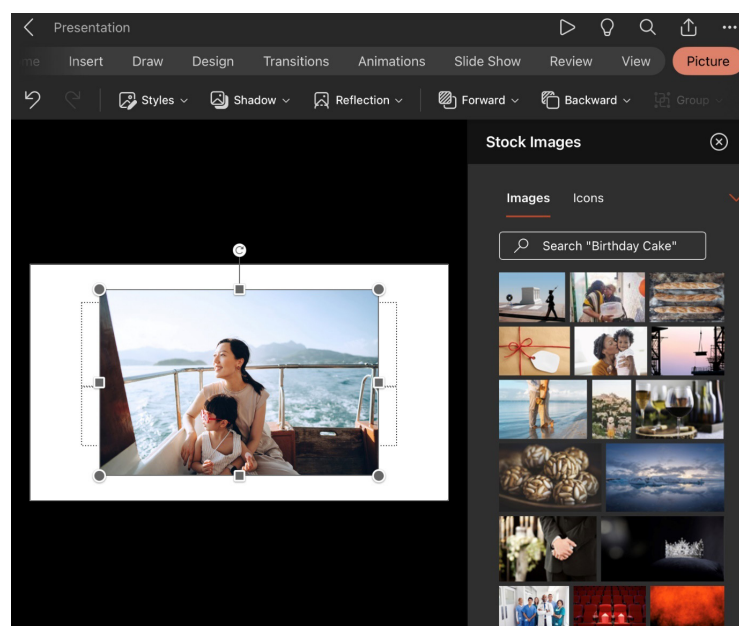 Presentation
me Insert Draw Design Transitions Animations Slide Show Review View Picture
Styles Shadow Reflection Forward Backward Group
Stock Images
Images Icons
Search "Birthday Cake"